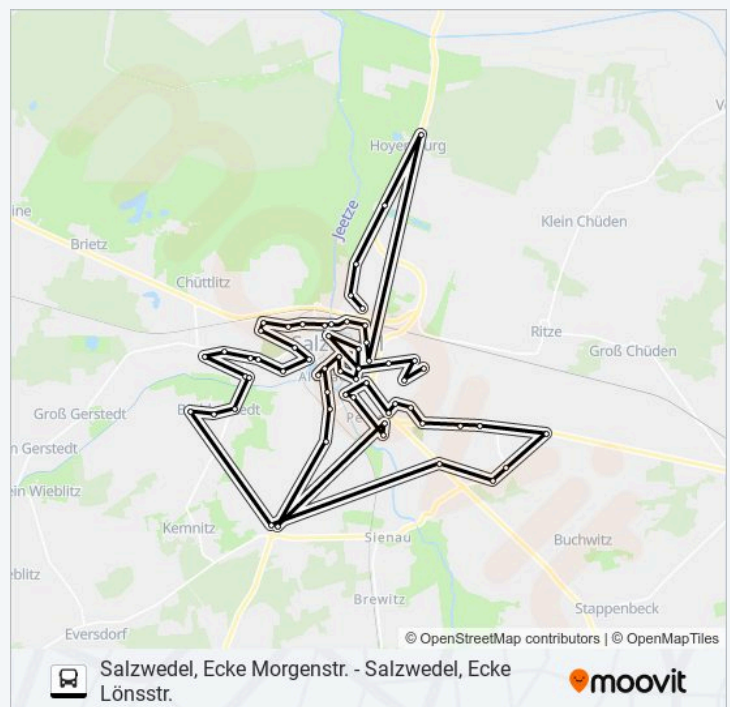 Hoyersburg
ine
Jeetze
Klein Chüden
Brietz
Chüttlitz
Ritze
Groß Chüden
Groß Gerstedt
n Gerstedt
ein Wieblitz
Kemnitz
Sienau
Buchwitz
eblitz
Brewitz
Stappenbeck
Eversdorf
© OpenStreetMap contributors | © OpenMapTiles
Salzwedel, Ecke Morgenstr. - Salzwedel, Ecke
Lönsstr.
moovit